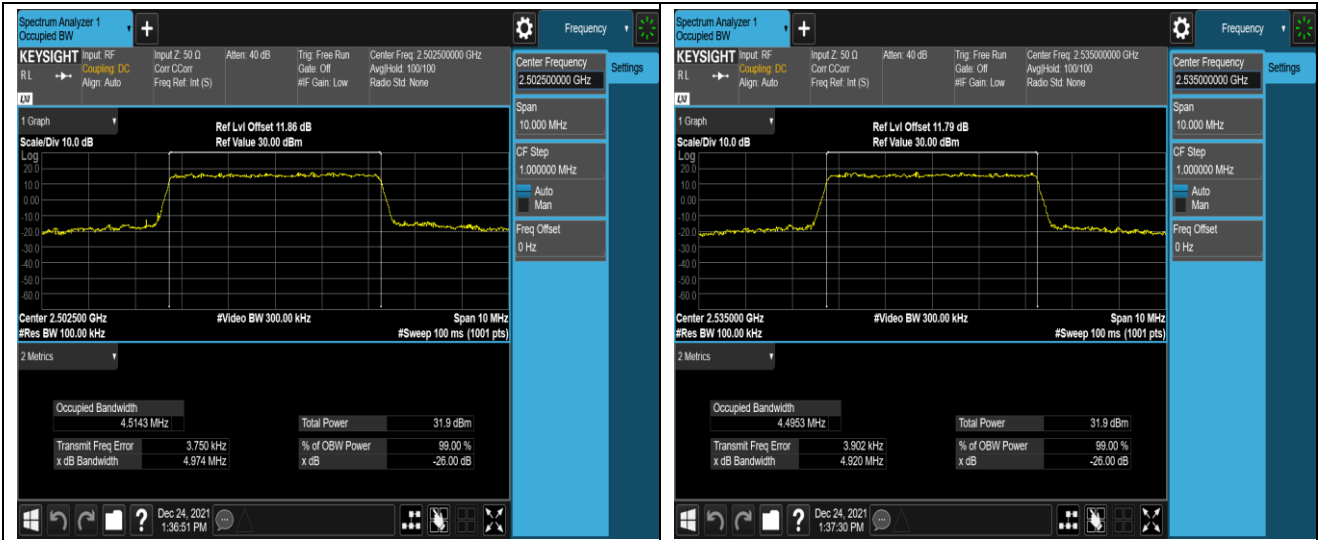 Spectrum Analyzer 1
Occupied BW
+
Frequency
KEYSIGHT
RL
LXI
Input: RF
Coupling: DC
Align: Auto
Input Z: 50 Ω
Corr CCorr
Freq Ref: Int (S)
Atten: 40 dB
Trig: Free Run
Gate: Off
#IF Gain: Low
Center Freq: 2.502500000 GHz
Avg|Hold: 100/100
Radio Std: None
Center Frequency
2.502500000 GHz
Settings
Span
10.000 MHz
CF Step
1.000000 MHz
Auto
Man
Freq Offset
0 Hz
1 Graph
Scale/Div 10.0 dB
Ref Lvl Offset 11.86 dB
Ref Value 30.00 dBm
Log
20.0
10.0
0.00
-10.0
-20.0
-30.0
-40.0
-50.0
-60.0
Center 2.502500 GHz
#Video BW 300.00 kHz
Span 10 MHz
#Res BW 100.00 kHz
#Sweep 100 ms (1001 pts)
2 Metrics
Occupied Bandwidth
4.5143 MHz
Total Power 31.9 dBm
Transmit Freq Error 3.750 kHz
% of OBW Power 99.00 %
x dB Bandwidth 4.974 MHz
x dB -26.00 dB
?
Dec 24, 2021
1:36:51 PM
Spectrum Analyzer 1
Occupied BW
+
Frequency
KEYSIGHT
RL
LXI
Input: RF
Coupling: DC
Align: Auto
Input Z: 50 Ω
Corr CCorr
Freq Ref: Int (S)
Atten: 40 dB
Trig: Free Run
Gate: Off
#IF Gain: Low
Center Freq: 2.535000000 GHz
Avg|Hold: 100/100
Radio Std: None
Center Frequency
2.535000000 GHz
Settings
Span
10.000 MHz
CF Step
1.000000 MHz
Auto
Man
Freq Offset
0 Hz
1 Graph
Scale/Div 10.0 dB
Ref Lvl Offset 11.79 dB
Ref Value 30.00 dBm
Log
20.0
10.0
0.00
-10.0
-20.0
-30.0
-40.0
-50.0
-60.0
Center 2.535000 GHz
#Video BW 300.00 kHz
Span 10 MHz
#Res BW 100.00 kHz
#Sweep 100 ms (1001 pts)
2 Metrics
Occupied Bandwidth
4.4953 MHz
Total Power 31.9 dBm
Transmit Freq Error 3.902 kHz
% of OBW Power 99.00 %
x dB Bandwidth 4.920 MHz
x dB -26.00 dB
?
Dec 24, 2021
1:37:30 PM